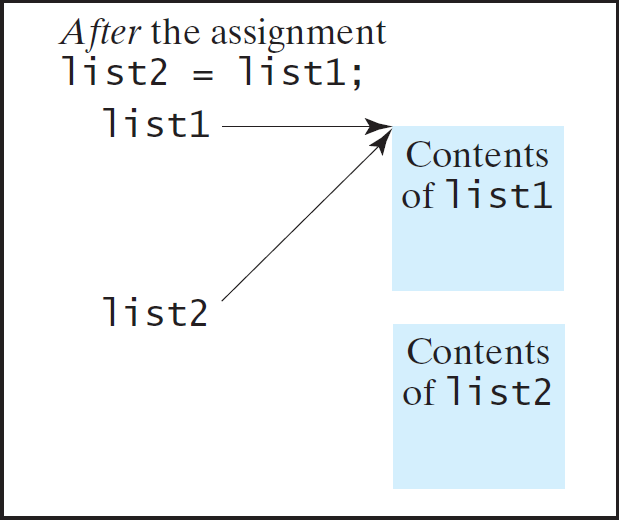 After the assignment
list2 = list1;
list1
Contents
of list1
list2
Contents
of list2